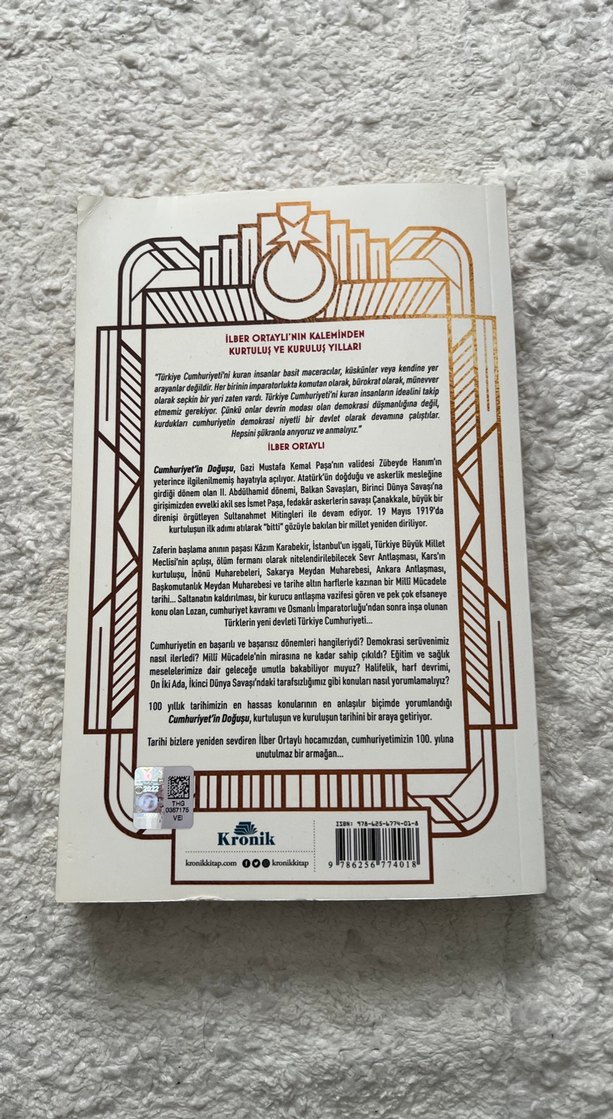 İLBER ORTAYLI'NIN KALEMİNDEN
KURTULUŞ VE KURULUŞ YILLARI
"Türkiye Cumhuriyeti'ni kuran insanlar basit maceracılar, küskünler veya kendine yer
arayanlar değildir. Her birinin imparatorlukta komutan olarak, bürokrat olarak, münevver
olarak seçkin bir yeri zaten vardı. Türkiye Cumhuriyeti'ni kuran insanların idealini takip
etmemiz gerekiyor. Çünkü onlar devrin modası olan demokrasi düşmanlığına değil,
kurdukları cumhuriyetin demokrasi niyetli bir devlet olarak devamına çalıştılar.
Hepsini şükranla anıyoruz ve anmalıyız."
İLBER ORTAYLI
Cumhuriyet'in Doğuşu, Gazi Mustafa Kemal Paşa'nın validesi Zübeyde Hanım'ın
yeterince ilgilenilmemiş hayatıyla açılıyor. Atatürk'ün doğduğu ve askerlik mesleğine
girdiği dönem olan II. Abdülhamid dönemi, Balkan Savaşları, Birinci Dünya Savaşı'na
girişimizden evvelki akil ses İsmet Paşa, fedakâr askerlerin savaşı Çanakkale, büyük bir
direnişi örgütleyen Sultanahmet Mitingleri ile devam ediyor. 19 Mayıs 1919'da
kurtuluşun ilk adımı atılarak "bitti" gözüyle bakılan bir millet yeniden diriliyor.
Zaferin başlama anının paşası Kâzım Karabekir, İstanbul'un işgali, Türkiye Büyük Millet
Meclisi'nin açılışı, ölüm fermanı olarak nitelendirilebilecek Sevr Antlaşması, Kars'ın
kurtuluşu, İnönü Muharebeleri, Sakarya Meydan Muharebesi, Ankara Antlaşması,
Başkomutanlık Meydan Muharebesi ve tarihe altın harflerle kazınan bir Millî Mücadele
tarihi... Saltanatın kaldırılması, bir kurucu antlaşma vazifesi gören ve pek çok efsaneye
konu olan Lozan, cumhuriyet kavramı ve Osmanlı İmparatorluğu'ndan sonra inşa olunan
Türklerin yeni devleti Türkiye Cumhuriyeti...
Cumhuriyetin en başarılı ve başarısız dönemleri hangileriydi? Demokrasi serüvenimiz
nasıl ilerledi? Millî Mücadele'nin mirasına ne kadar sahip çıkıldı? Eğitim ve sağlık
meselelerimize dair geleceğe umutla bakabiliyor muyuz? Halifelik, harf devrimi,
On İki Ada, İkinci Dünya Savaşı'ndaki tarafsızlığımız gibi konuları nasıl yorumlamalıyız?
100 yıllık tarihimizin en hassas konularının en anlaşılır biçimde yorumlandığı
Cumhuriyet'in Doğuşu, kurtuluşun ve kuruluşun tarihini bir araya getiriyor.
Tarihi bizlere yeniden sevdiren İlber Ortaylı hocamızdan, cumhuriyetimizin 100. yılına
unutulmaz bir armağan...
2022
THG
0367175
VEI
Kronik
kronikkitap.com
kronikkitap
ISBN: 978-625-6774-01-8
9 786256 774018